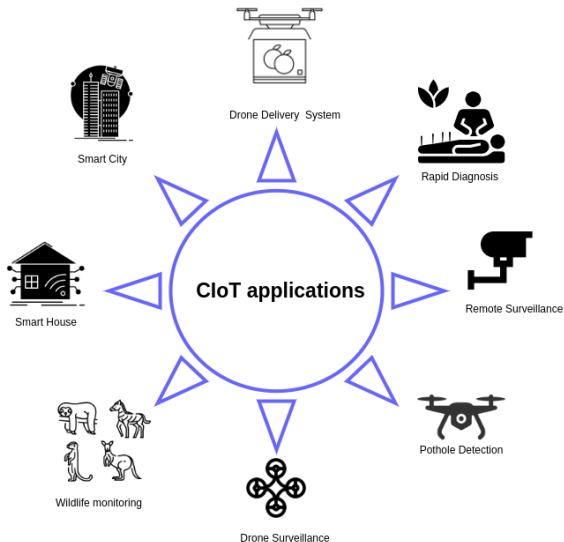 Drone Delivery System
Smart City
Rapid Diagnosis
CIoT applications
Smart House
Remote Surveillance
Pothole Detection
Wildlife monitoring
Drone Surveillance